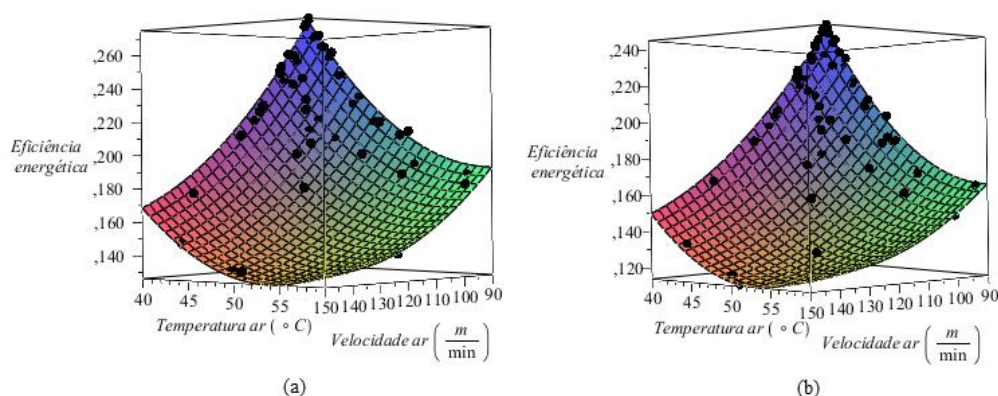 ,260
,240
,220
,200
,180
,160
,140
Eficiência
energética
40 45 50 55 150 140 130 120 110 100 90
Temperatura ar ( ∘ C)
Velocidade ar ( m / min )
(a)
,240
,220
,200
,180
,160
,140
,120
Eficiência
energética
40 45 50 55 150 140 130 120 110 100 90
Temperatura ar ( ∘ C)
Velocidade ar ( m / min )
(b)